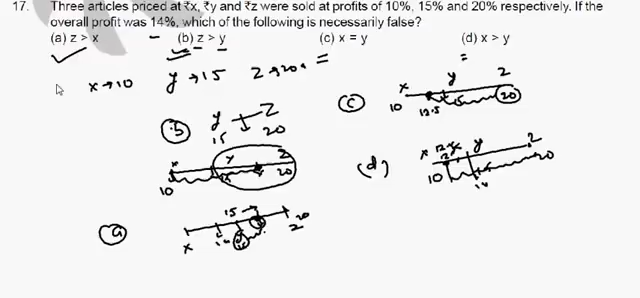 17. Three articles priced at ₹x, ₹y and ₹z were sold at profits of 10%, 15% and 20% respectively. If the
overall profit was 14%, which of the following is necessarily false?
(a) z > x (b) z > y (c) x = y (d) x > y
x → 10 y → 15 z → 20
(b) y z
15 20
x y z
10 20
(c) x y z
10 12.5 15 20
(d) x y z
10 14 20
(a) 15
x 14 z 20